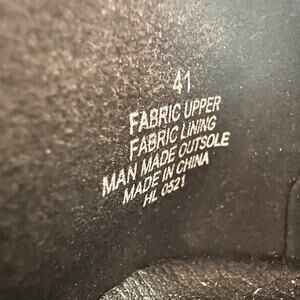 41
FABRIC UPPER
FABRIC LINING
MAN MADE OUTSOLE
MADE IN CHINA
HL 0521